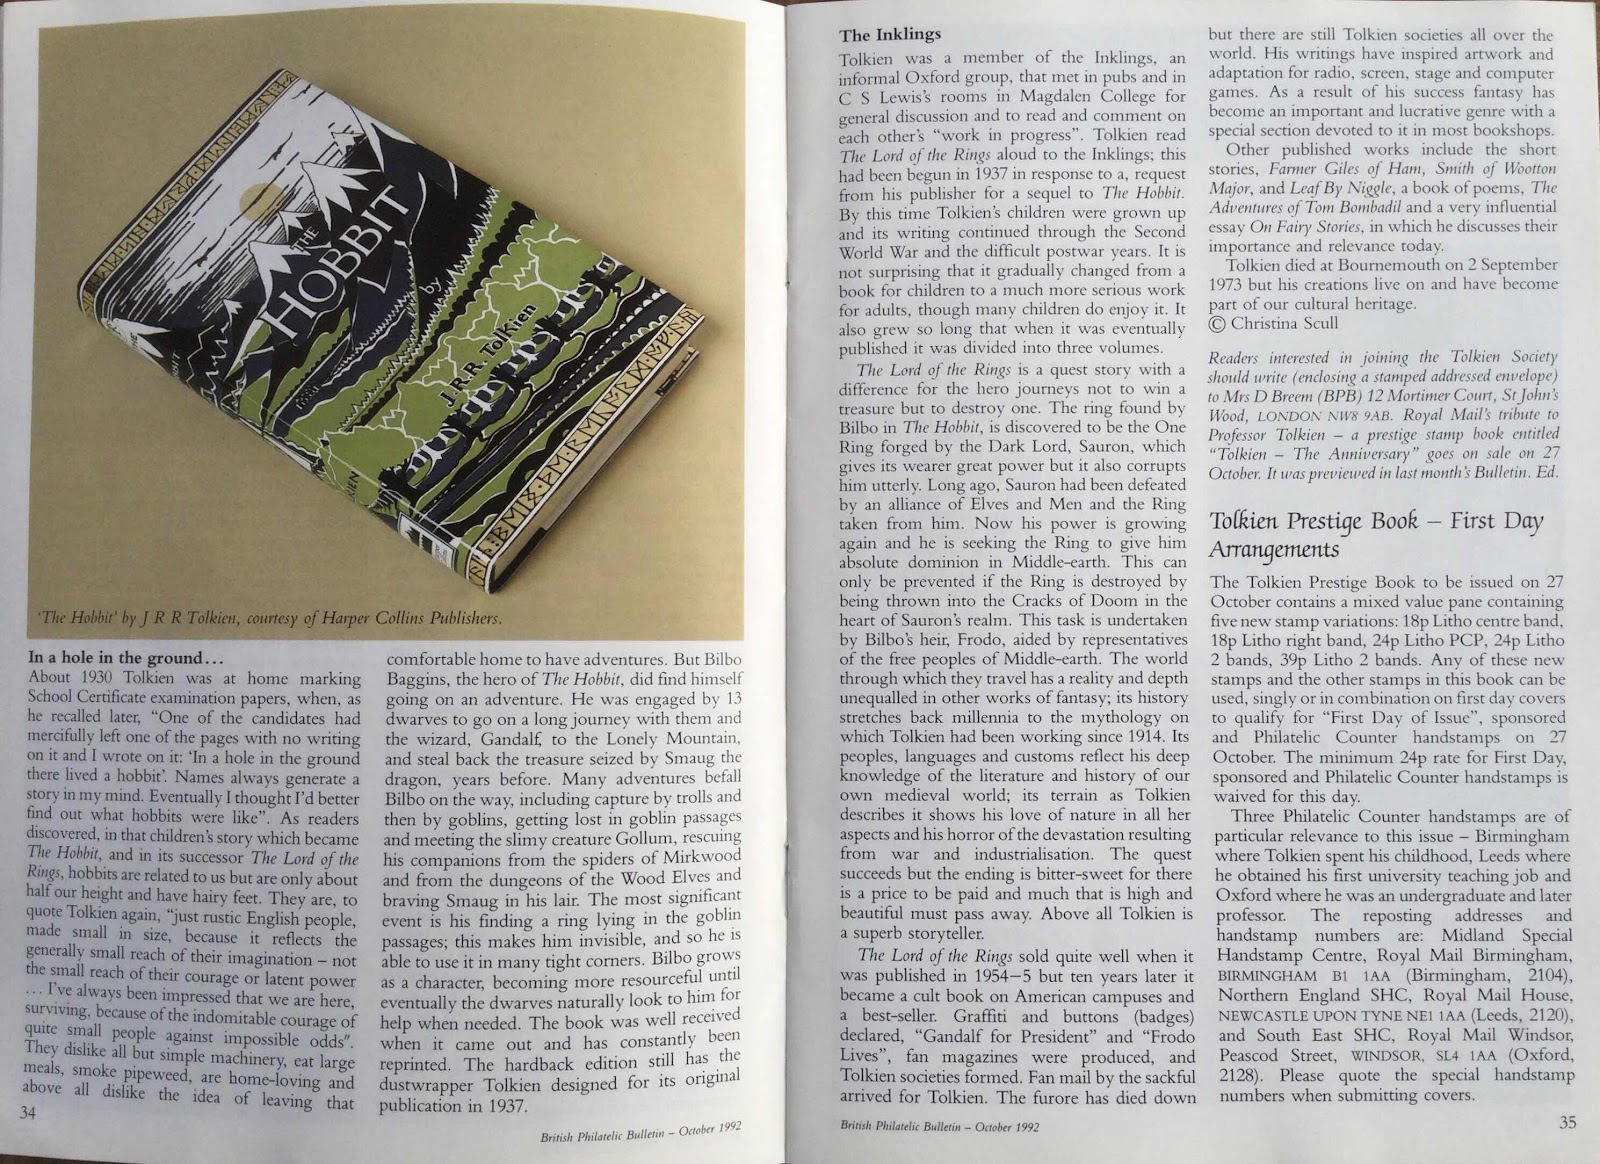 THE
HOBBIT
by
J.R.R. Tolkien
'The Hobbit' by J R R Tolkien, courtesy of Harper Collins Publishers.
In a hole in the ground…
About 1930 Tolkien was at home marking
School Certificate examination papers, when, as
he recalled later, "One of the candidates had
mercifully left one of the pages with no writing
on it and I wrote on it: 'In a hole in the ground
there lived a hobbit'. Names always generate a
story in my mind. Eventually I thought I'd better
find out what hobbits were like". As readers
discovered, in that children's story which became
The Hobbit, and in its successor The Lord of the
Rings, hobbits are related to us but are only about
half our height and have hairy feet. They are, to
quote Tolkien again, "just rustic English people,
made small in size, because it reflects the
generally small reach of their imagination – not
the small reach of their courage or latent power
… I've always been impressed that we are here,
surviving, because of the indomitable courage of
quite small people against impossible odds".
They dislike all but simple machinery, eat large
meals, smoke pipeweed, are home-loving and
above all dislike the idea of leaving that
comfortable home to have adventures. But Bilbo
Baggins, the hero of The Hobbit, did find himself
going on an adventure. He was engaged by 13
dwarves to go on a long journey with them and
the wizard, Gandalf, to the Lonely Mountain,
and steal back the treasure seized by Smaug the
dragon, years before. Many adventures befall
Bilbo on the way, including capture by trolls and
then by goblins, getting lost in goblin passages
and meeting the slimy creature Gollum, rescuing
his companions from the spiders of Mirkwood
and from the dungeons of the Wood Elves and
braving Smaug in his lair. The most significant
event is his finding a ring lying in the goblin
passages; this makes him invisible, and so he is
able to use it in many tight corners. Bilbo grows
as a character, becoming more resourceful until
eventually the dwarves naturally look to him for
help when needed. The book was well received
when it came out and has constantly been
reprinted. The hardback edition still has the
dustwrapper Tolkien designed for its original
publication in 1937.
34
British Philatelic Bulletin – October 1992
The Inklings
Tolkien was a member of the Inklings, an
informal Oxford group, that met in pubs and in
C S Lewis's rooms in Magdalen College for
general discussion and to read and comment on
each other's "work in progress". Tolkien read
The Lord of the Rings aloud to the Inklings; this
had been begun in 1937 in response to a, request
from his publisher for a sequel to The Hobbit.
By this time Tolkien's children were grown up
and its writing continued through the Second
World War and the difficult postwar years. It is
not surprising that it gradually changed from a
book for children to a much more serious work
for adults, though many children do enjoy it. It
also grew so long that when it was eventually
published it was divided into three volumes.
The Lord of the Rings is a quest story with a
difference for the hero journeys not to win a
treasure but to destroy one. The ring found by
Bilbo in The Hobbit, is discovered to be the One
Ring forged by the Dark Lord, Sauron, which
gives its wearer great power but it also corrupts
him utterly. Long ago, Sauron had been defeated
by an alliance of Elves and Men and the Ring
taken from him. Now his power is growing
again and he is seeking the Ring to give him
absolute dominion in Middle-earth. This can
only be prevented if the Ring is destroyed by
being thrown into the Cracks of Doom in the
heart of Sauron's realm. This task is undertaken
by Bilbo's heir, Frodo, aided by representatives
of the free peoples of Middle-earth. The world
through which they travel has a reality and depth
unequalled in other works of fantasy; its history
stretches back millennia to the mythology on
which Tolkien had been working since 1914. Its
peoples, languages and customs reflect his deep
knowledge of the literature and history of our
own medieval world; its terrain as Tolkien
describes it shows his love of nature in all her
aspects and his horror of the devastation resulting
from war and industrialisation. The quest
succeeds but the ending is bitter-sweet for there
is a price to be paid and much that is high and
beautiful must pass away. Above all Tolkien is
a superb storyteller.
The Lord of the Rings sold quite well when it
was published in 1954–5 but ten years later it
became a cult book on American campuses and
a best-seller. Graffiti and buttons (badges)
declared, "Gandalf for President" and "Frodo
Lives", fan magazines were produced, and
Tolkien societies formed. Fan mail by the sackful
arrived for Tolkien. The furore has died down
but there are still Tolkien societies all over the
world. His writings have inspired artwork and
adaptation for radio, screen, stage and computer
games. As a result of his success fantasy has
become an important and lucrative genre with a
special section devoted to it in most bookshops.
Other published works include the short
stories, Farmer Giles of Ham, Smith of Wootton
Major, and Leaf By Niggle, a book of poems, The
Adventures of Tom Bombadil and a very influential
essay On Fairy Stories, in which he discusses their
importance and relevance today.
Tolkien died at Bournemouth on 2 September
1973 but his creations live on and have become
part of our cultural heritage.
© Christina Scull
Readers interested in joining the Tolkien Society
should write (enclosing a stamped addressed envelope)
to Mrs D Breem (BPB) 12 Mortimer Court, St John's
Wood, LONDON NW8 9AB. Royal Mail's tribute to
Professor Tolkien – a prestige stamp book entitled
"Tolkien – The Anniversary" goes on sale on 27
October. It was previewed in last month's Bulletin. Ed.
Tolkien Prestige Book – First Day
Arrangements
The Tolkien Prestige Book to be issued on 27
October contains a mixed value pane containing
five new stamp variations: 18p Litho centre band,
18p Litho right band, 24p Litho PCP, 24p Litho
2 bands, 39p Litho 2 bands. Any of these new
stamps and the other stamps in this book can be
used, singly or in combination on first day covers
to qualify for "First Day of Issue", sponsored
and Philatelic Counter handstamps on 27
October. The minimum 24p rate for First Day,
sponsored and Philatelic Counter handstamps is
waived for this day.
Three Philatelic Counter handstamps are of
particular relevance to this issue – Birmingham
where Tolkien spent his childhood, Leeds where
he obtained his first university teaching job and
Oxford where he was an undergraduate and later
professor. The reposting addresses and
handstamp numbers are: Midland Special
Handstamp Centre, Royal Mail Birmingham,
BIRMINGHAM B1 1AA (Birmingham, 2104),
Northern England SHC, Royal Mail House,
NEWCASTLE UPON TYNE NE1 1AA (Leeds, 2120),
and South East SHC, Royal Mail Windsor,
Peascod Street, WINDSOR, SL4 1AA (Oxford,
2128). Please quote the special handstamp
numbers when submitting covers.
British Philatelic Bulletin – October 1992
35